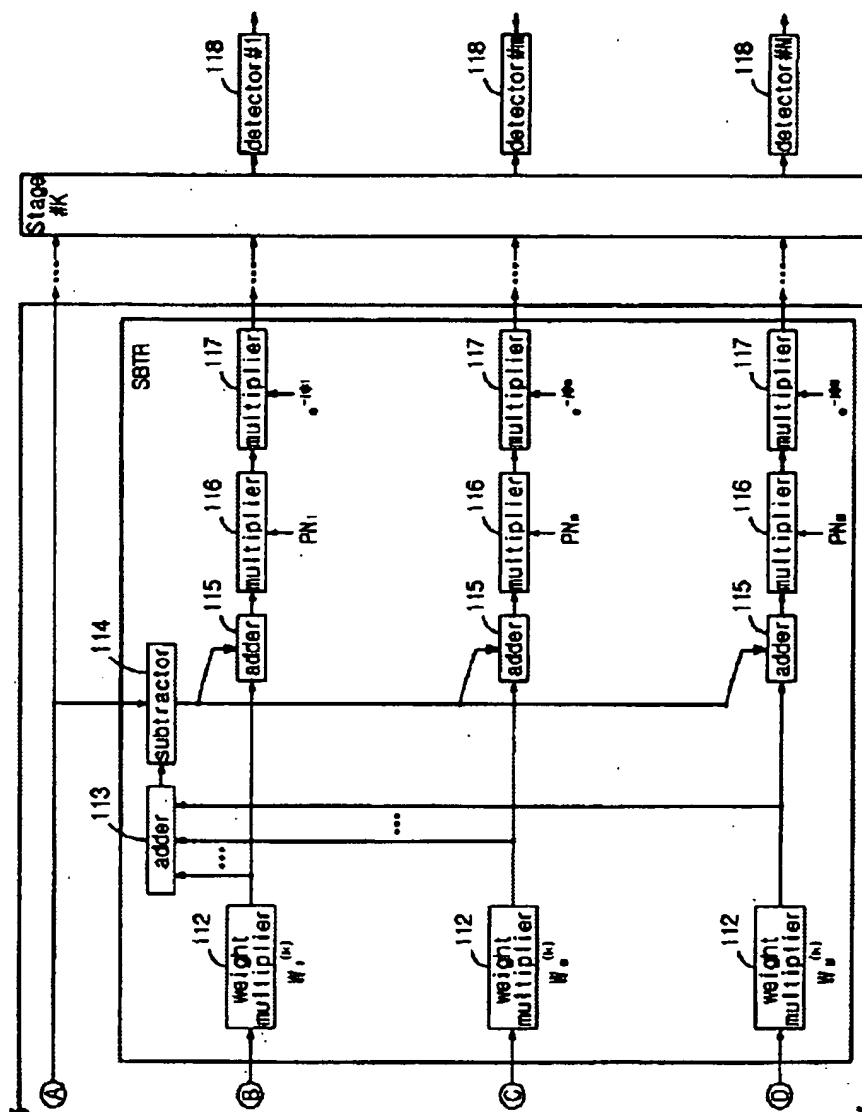 Stage
#K
118
detector#1
118
118
detector#N
SBTR
117
multiplier
117
multiplier
117
multiplier
116
multiplier
PN₁
116
multiplier
116
multiplier
115
adder
115
adder
115
adder
114
subtractor
113
adder
112
weight
multiplier
112
weight
multiplier
112
weight
multiplier
A
B
C
D